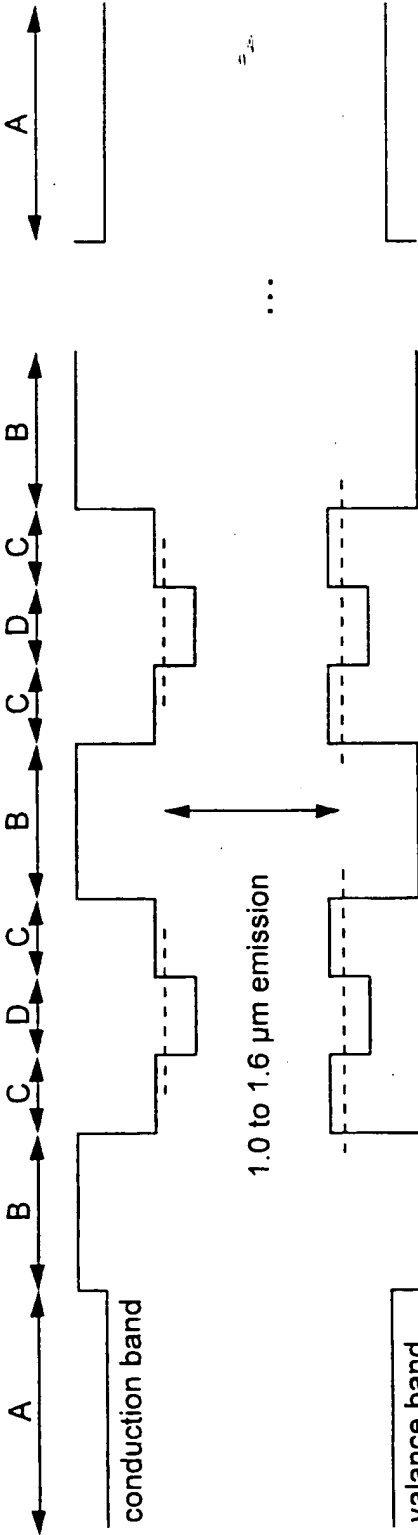 A B C D C B C D C B A
conduction band
1.0 to 1.6 µm emission
...
valance band